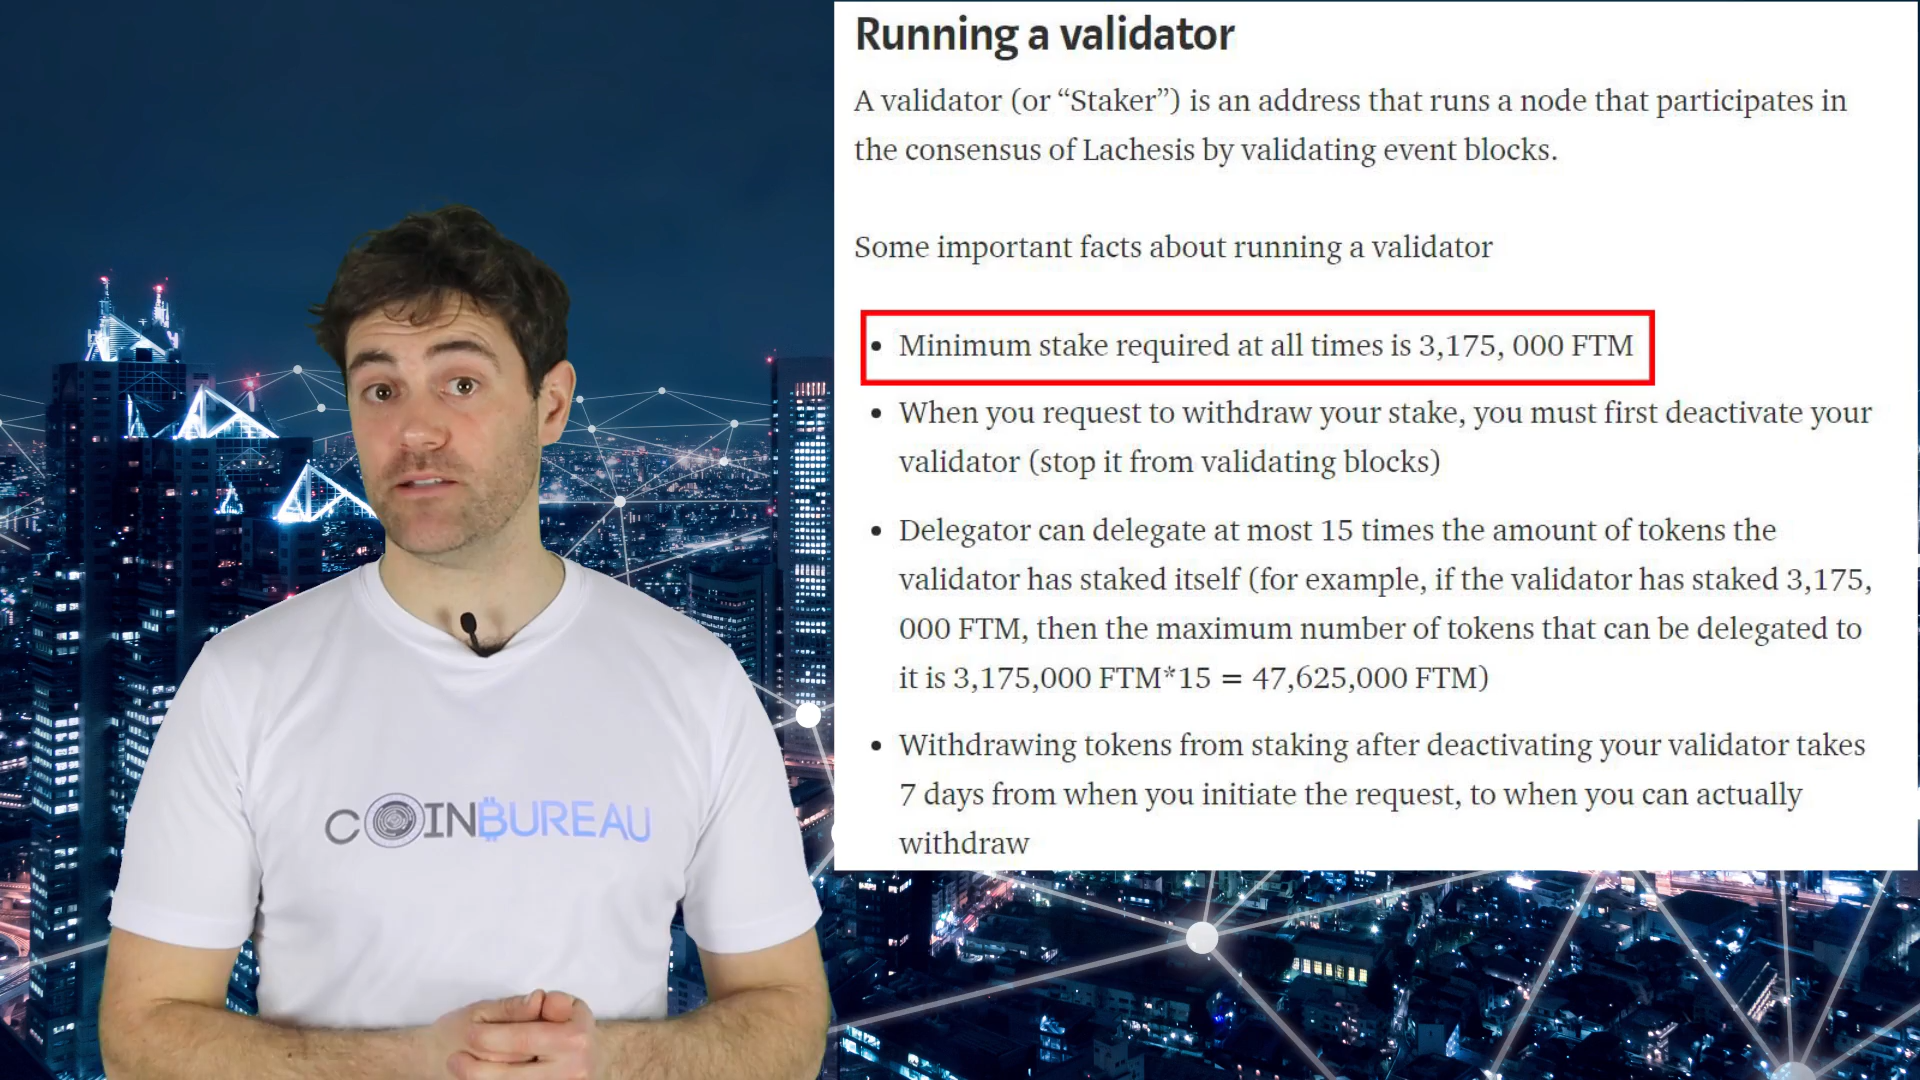 Running a validator
A validator (or “Staker”) is an address that runs a node that participates in
the consensus of Lachesis by validating event blocks.
Some important facts about running a validator
• Minimum stake required at all times is 3,175, 000 FTM
• When you request to withdraw your stake, you must first deactivate your
validator (stop it from validating blocks)
• Delegator can delegate at most 15 times the amount of tokens the
validator has staked itself (for example, if the validator has staked 3,175,
000 FTM, then the maximum number of tokens that can be delegated to
it is 3,175,000 FTM*15 = 47,625,000 FTM)
• Withdrawing tokens from staking after deactivating your validator takes
7 days from when you initiate the request, to when you can actually
withdraw
COINBUREAU